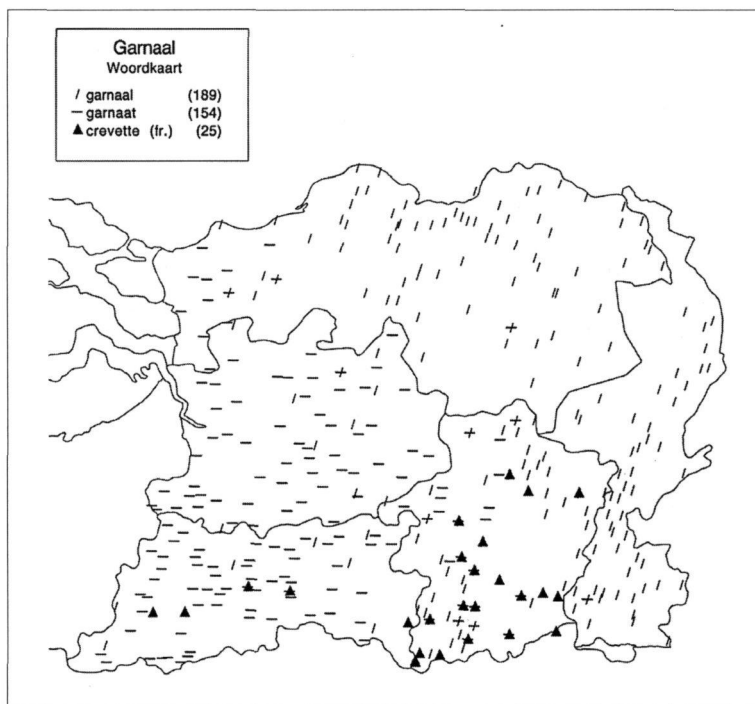 Garnaal
Woordkaart
/ garnaal (189)
– garnaat (154)
▲ crevette (fr.) (25)